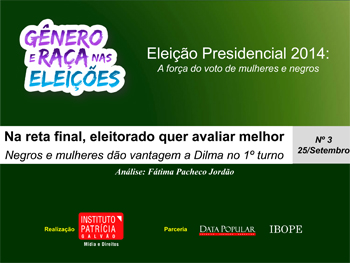 GÊNERO
E RAÇA NAS
ELEIÇÕES
Eleição Presidencial 2014:
A força do voto de mulheres e negros
Na reta final, eleitorado quer avaliar melhor
Negros e mulheres dão vantagem a Dilma no 1º turno
Nº 3
25/Setembro
Análise: Fátima Pacheco Jordão
Realização
INSTITUTO
PATRÍCIA
GALVÃO
Mídia e Direitos
Parceria
DATA POPULAR
IBOPE